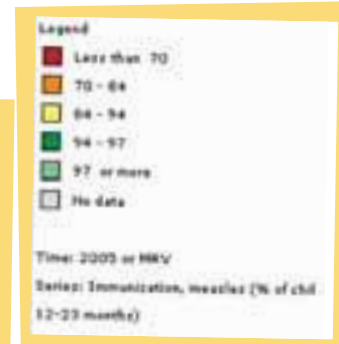 Legend
Less than 70
70 - 84
84 - 94
94 - 97
97 or more
No data
Time: 2005 or MRV
Series: Immunization, measles (% of chil
12-23 months)